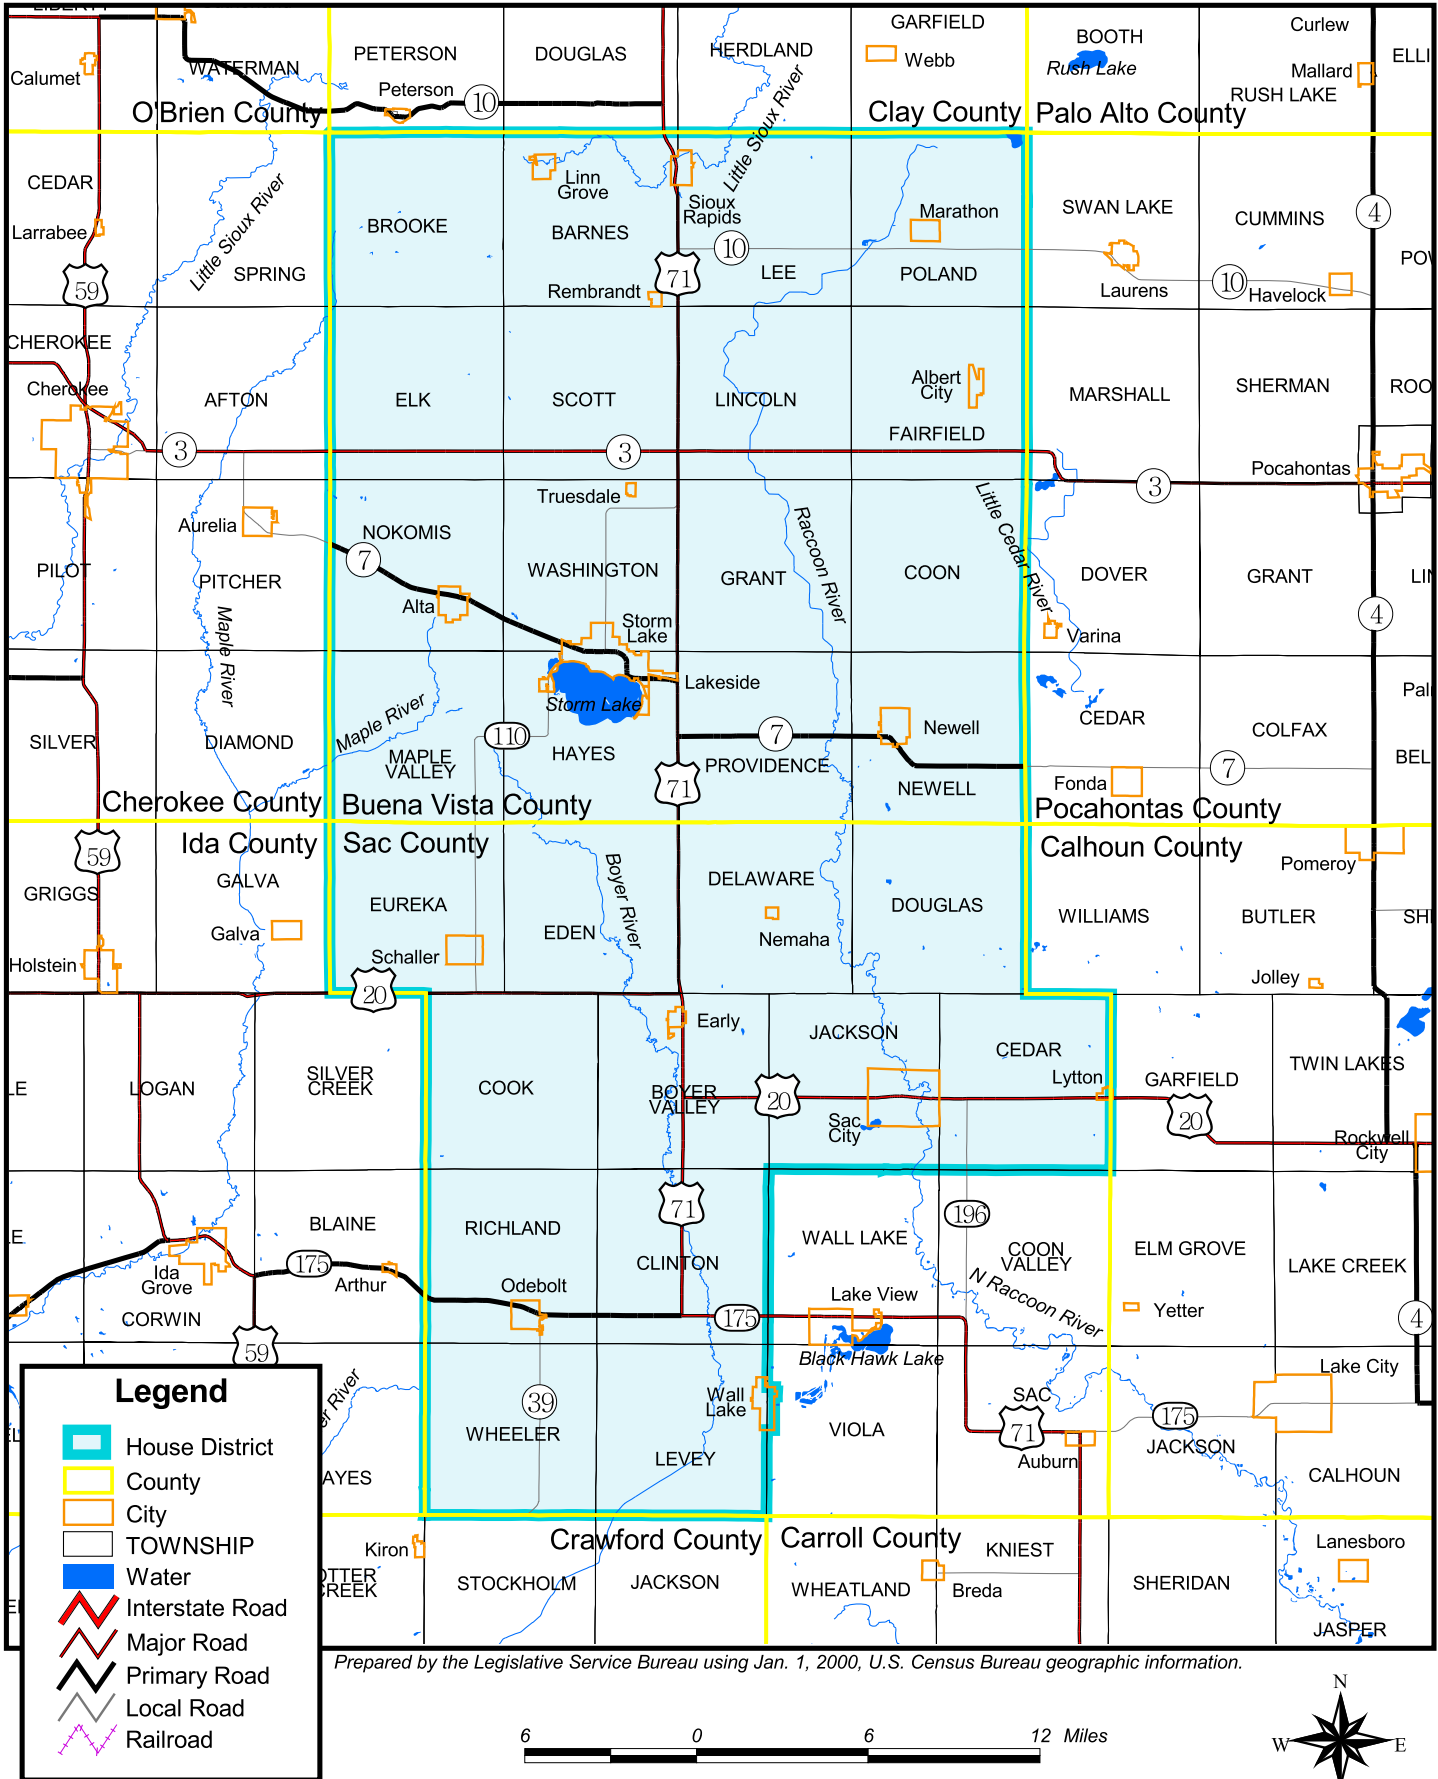 LIBERTY
GARFIELD
Curlew
WATERMAN
PETERSON
DOUGLAS
HERDLAND
Webb
BOOTH
Rush Lake
Mallard
ELLI
Calumet
Peterson
10
RUSH LAKE
O'Brien County
Clay County
Palo Alto County
Little Sioux River
CEDAR
Linn
Grove
Sioux
Rapids
Marathon
SWAN LAKE
CUMMINS
4
Larrabee
Little Sioux River
BROOKE
BARNES
10
LEE
POLAND
SPRING
59
71
Rembrandt
Laurens
10
Havelock
CHEROKEE
Cherokee
AFTON
ELK
SCOTT
LINCOLN
Albert
City
MARSHALL
SHERMAN
ROO
FAIRFIELD
3
3
3
Pocahontas
Truesdale
Aurelia
NOKOMIS
7
Raccoon River
Little Cedar River
PILOT
PITCHER
WASHINGTON
GRANT
COON
DOVER
GRANT
LIN
Alta
Maple River
Storm
Lake
Varina
4
Lakeside
Storm Lake
Maple River
CEDAR
Pal
SILVER
DIAMOND
MAPLE
VALLEY
110
HAYES
7
PROVIDENCE
Newell
COLFAX
BEL
71
NEWELL
Fonda
7
Cherokee County
Buena Vista County
Pocahontas County
Ida County
Sac County
Calhoun County
59
Pomeroy
GRIGGS
GALVA
EUREKA
Boyer River
DELAWARE
DOUGLAS
WILLIAMS
BUTLER
Galva
EDEN
Nemaha
Holstein
Schaller
Jolley
20
Early
JACKSON
CEDAR
TWIN LAKES
LE
LOGAN
SILVER
CREEK
COOK
BOYER
VALLEY
20
Lytton
GARFIELD
20
Sac
City
Rockwell
City
71
196
BLAINE
RICHLAND
CLINTON
WALL LAKE
COON
VALLEY
ELM GROVE
LAKE CREEK
Ida
Grove
175
Arthur
Odebolt
Lake View
N Raccoon River
Yetter
CORWIN
175
4
59
Black Hawk Lake
Lake City
Wall
Lake
39
WHEELER
SAC
71
175
VIOLA
JACKSON
LEVEY
Auburn
CALHOUN
AYES
Crawford County
Carroll County
Kiron
KNIEST
Lanesboro
OTTER
CREEK
STOCKHOLM
JACKSON
WHEATLAND
Breda
SHERIDAN
JASPER
Legend
House District
County
City
TOWNSHIP
Water
Interstate Road
Major Road
Primary Road
Local Road
Railroad
Prepared by the Legislative Service Bureau using Jan. 1, 2000, U.S. Census Bureau geographic information.
6 0 6 12 Miles
N
W E